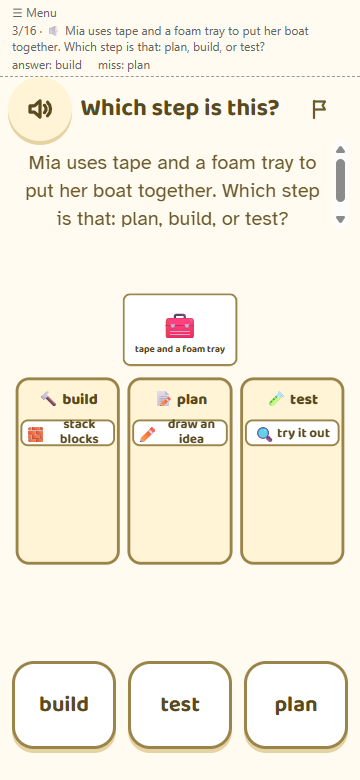 ☰ Menu
3/16 · 🔈 Mia uses tape and a foam tray to put her boat
together. Which step is that: plan, build, or test?
answer: build miss: plan
Which step is this?
Mia uses tape and a foam tray to
put her boat together. Which step
is that: plan, build, or test?
tape and a foam tray
build
plan
test
stack
blocks
draw an
idea
try it out
build
test
plan